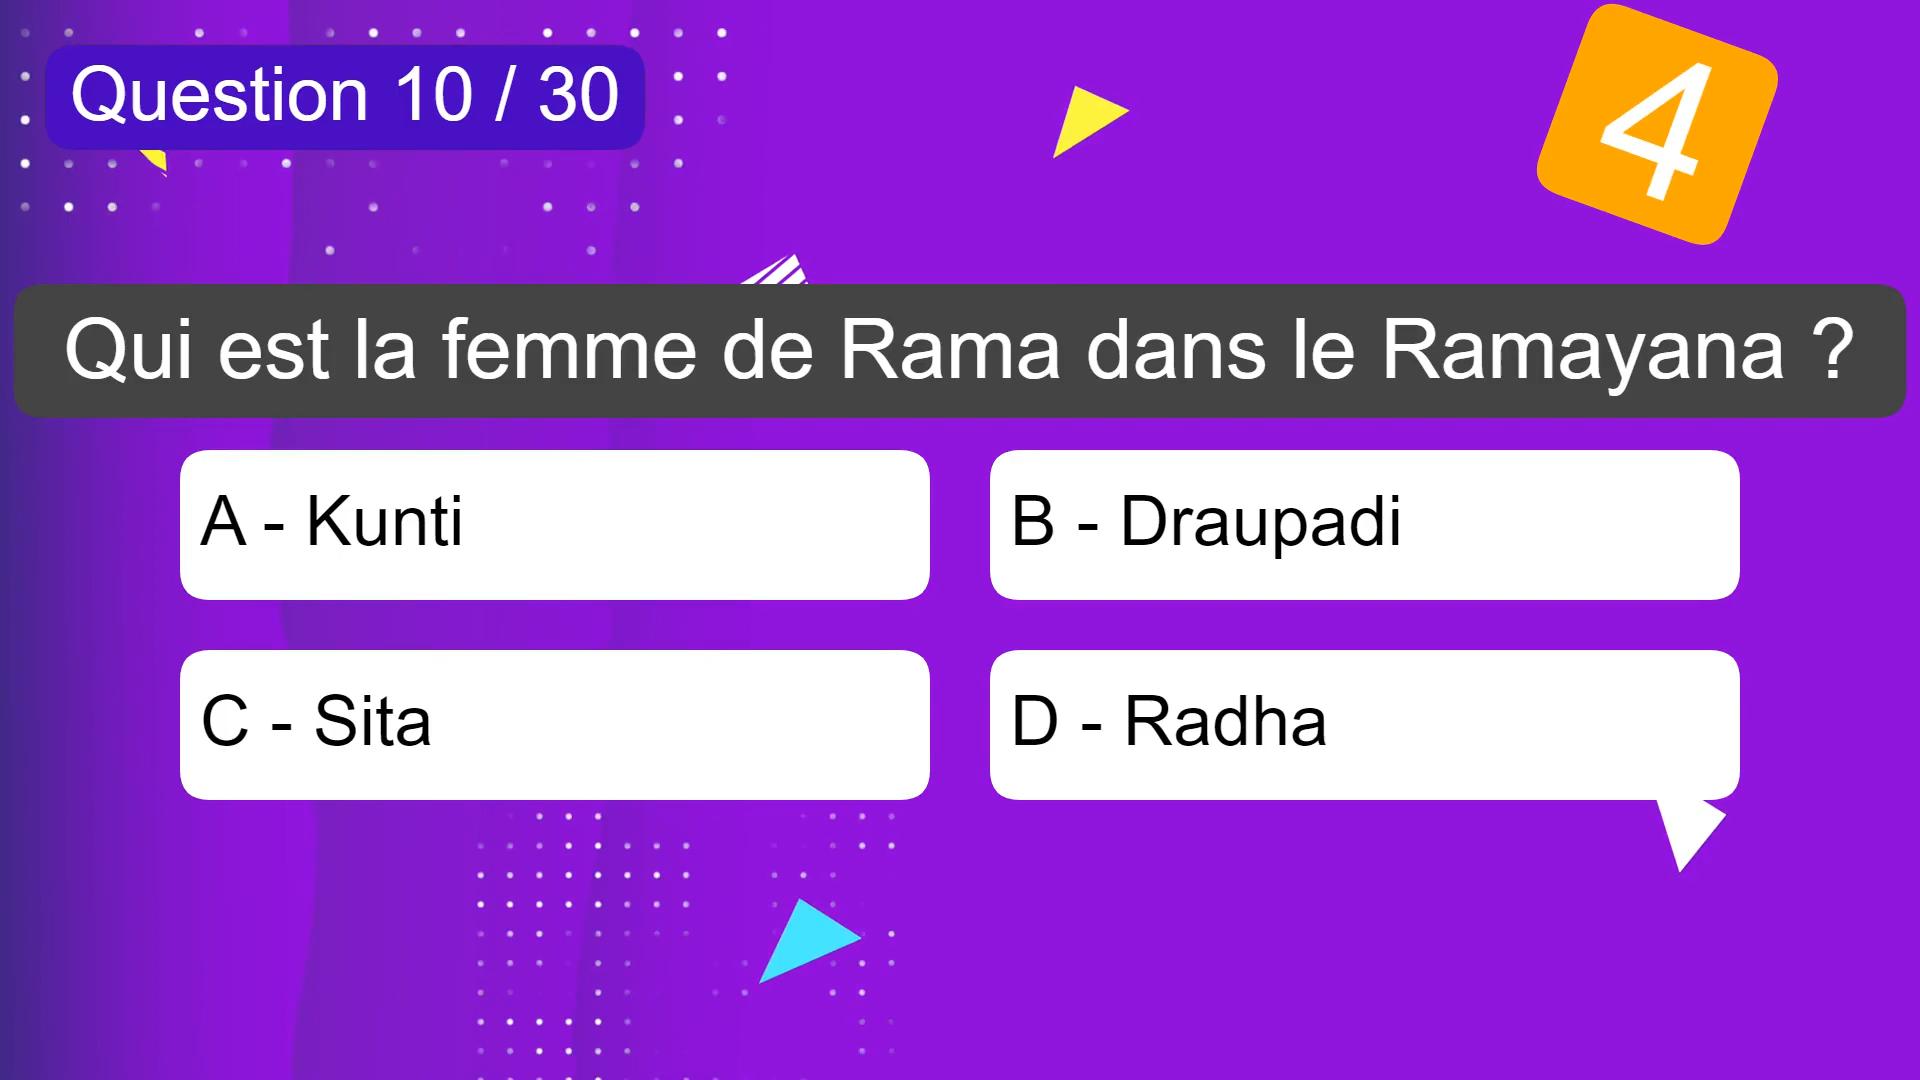 Question 10 / 30
4
Qui est la femme de Rama dans le Ramayana ?
A - Kunti
B - Draupadi
C - Sita
D - Radha